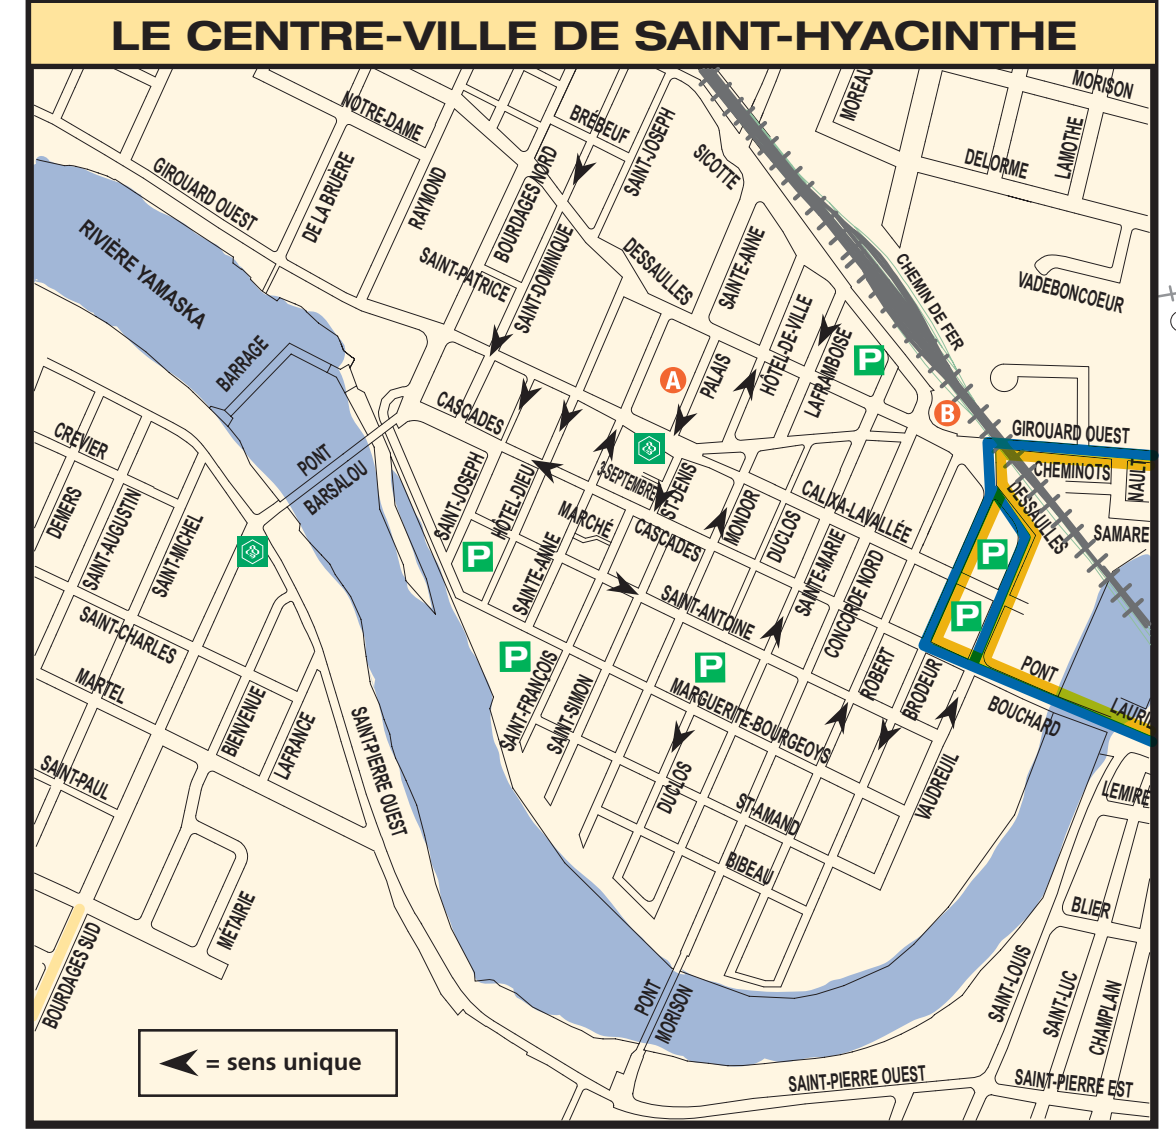 LE CENTRE-VILLE DE SAINT-HYACINTHE
MORISON
MOREAU
NOTRE-DAME
BRÉBEUF
SAINT-JOSEPH
SICOTTE
DELORME
LAMOTHE
GIROUARD OUEST
DE LA BRUÈRE
RAYMOND
BOURDAGES NORD
SAINT-PATRICE
SAINT-DOMINIQUE
DESSAULLES
SAINTE-ANNE
HÔTEL-DE-VILLE
CHEMIN DE FER
VADEBONCOEUR
RIVIÈRE YAMASKA
BARRAGE
LAFRAMBOISE
P
PALAIS
A
B
CASCADES
GIROUARD OUEST
CHEMINOTS
NAULT
CREVIER
PONT
BARSALOU
3-SEPTEMBRE
ST-DENIS
SAINT-JOSEPH
HÔTEL-DIEU
MARCHÉ
CASCADES
MONDOR
DUCLOS
CALIXA-LAVALLÉE
DESSAULLES
SAMARE
DEMERS
SAINT-AUGUSTIN
SAINT-MICHEL
P
P
SAINTE-ANNE
SAINTE-MARIE
CONCORDE NORD
SAINT-ANTOINE
P
SAINT-CHARLES
MARTEL
P
P
SAINT-FRANÇOIS
SAINT-SIMON
MARGUERITE-BOURGEOYS
ROBERT
BRODEUR
PONT
BOUCHARD
LAURIE
BIENVENUE
LAFRANCE
SAINT-PIERRE OUEST
SAINT-PAUL
DUCLOS
ST-AMAND
VAUDREUIL
LEMIRE
BIBEAU
BLIER
MÉTAIRIE
BOURDAGES SUD
PONT
MORISON
SAINT-LOUIS
SAINT-LUC
CHAMPLAIN
= sens unique
SAINT-PIERRE OUEST
SAINT-PIERRE EST